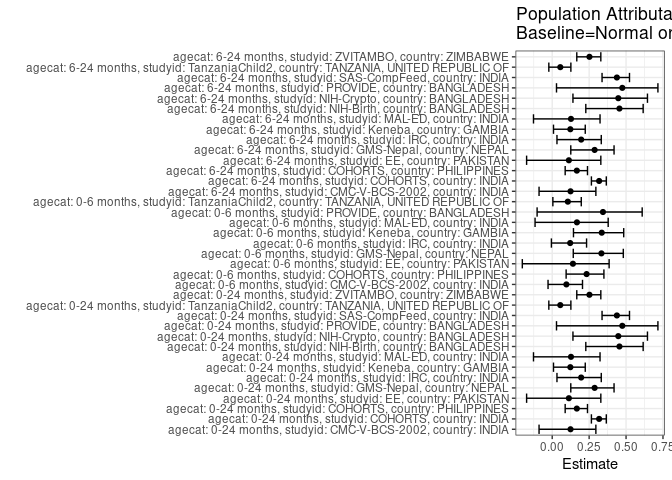 Population Attributa
Baseline=Normal or
agecat: 6-24 months, studyid: ZVITAMBO, country: ZIMBABWE
agecat: 6-24 months, studyid: TanzaniaChild2, country: TANZANIA, UNITED REPUBLIC OF
agecat: 6-24 months, studyid: SAS-CompFeed, country: INDIA
agecat: 6-24 months, studyid: PROVIDE, country: BANGLADESH
agecat: 6-24 months, studyid: NIH-Crypto, country: BANGLADESH
agecat: 6-24 months, studyid: NIH-Birth, country: BANGLADESH
agecat: 6-24 months, studyid: MAL-ED, country: INDIA
agecat: 6-24 months, studyid: Keneba, country: GAMBIA
agecat: 6-24 months, studyid: IRC, country: INDIA
agecat: 6-24 months, studyid: GMS-Nepal, country: NEPAL
agecat: 6-24 months, studyid: EE, country: PAKISTAN
agecat: 6-24 months, studyid: COHORTS, country: PHILIPPINES
agecat: 6-24 months, studyid: COHORTS, country: INDIA
agecat: 6-24 months, studyid: CMC-V-BCS-2002, country: INDIA
agecat: 0-6 months, studyid: TanzaniaChild2, country: TANZANIA, UNITED REPUBLIC OF
agecat: 0-6 months, studyid: PROVIDE, country: BANGLADESH
agecat: 0-6 months, studyid: MAL-ED, country: INDIA
agecat: 0-6 months, studyid: Keneba, country: GAMBIA
agecat: 0-6 months, studyid: IRC, country: INDIA
agecat: 0-6 months, studyid: GMS-Nepal, country: NEPAL
agecat: 0-6 months, studyid: EE, country: PAKISTAN
agecat: 0-6 months, studyid: COHORTS, country: PHILIPPINES
agecat: 0-6 months, studyid: CMC-V-BCS-2002, country: INDIA
agecat: 0-24 months, studyid: ZVITAMBO, country: ZIMBABWE
agecat: 0-24 months, studyid: TanzaniaChild2, country: TANZANIA, UNITED REPUBLIC OF
agecat: 0-24 months, studyid: SAS-CompFeed, country: INDIA
agecat: 0-24 months, studyid: PROVIDE, country: BANGLADESH
agecat: 0-24 months, studyid: NIH-Crypto, country: BANGLADESH
agecat: 0-24 months, studyid: NIH-Birth, country: BANGLADESH
agecat: 0-24 months, studyid: MAL-ED, country: INDIA
agecat: 0-24 months, studyid: Keneba, country: GAMBIA
agecat: 0-24 months, studyid: IRC, country: INDIA
agecat: 0-24 months, studyid: GMS-Nepal, country: NEPAL
agecat: 0-24 months, studyid: EE, country: PAKISTAN
agecat: 0-24 months, studyid: COHORTS, country: PHILIPPINES
agecat: 0-24 months, studyid: COHORTS, country: INDIA
agecat: 0-24 months, studyid: CMC-V-BCS-2002, country: INDIA
0.00 0.25 0.50 0.75
Estimate